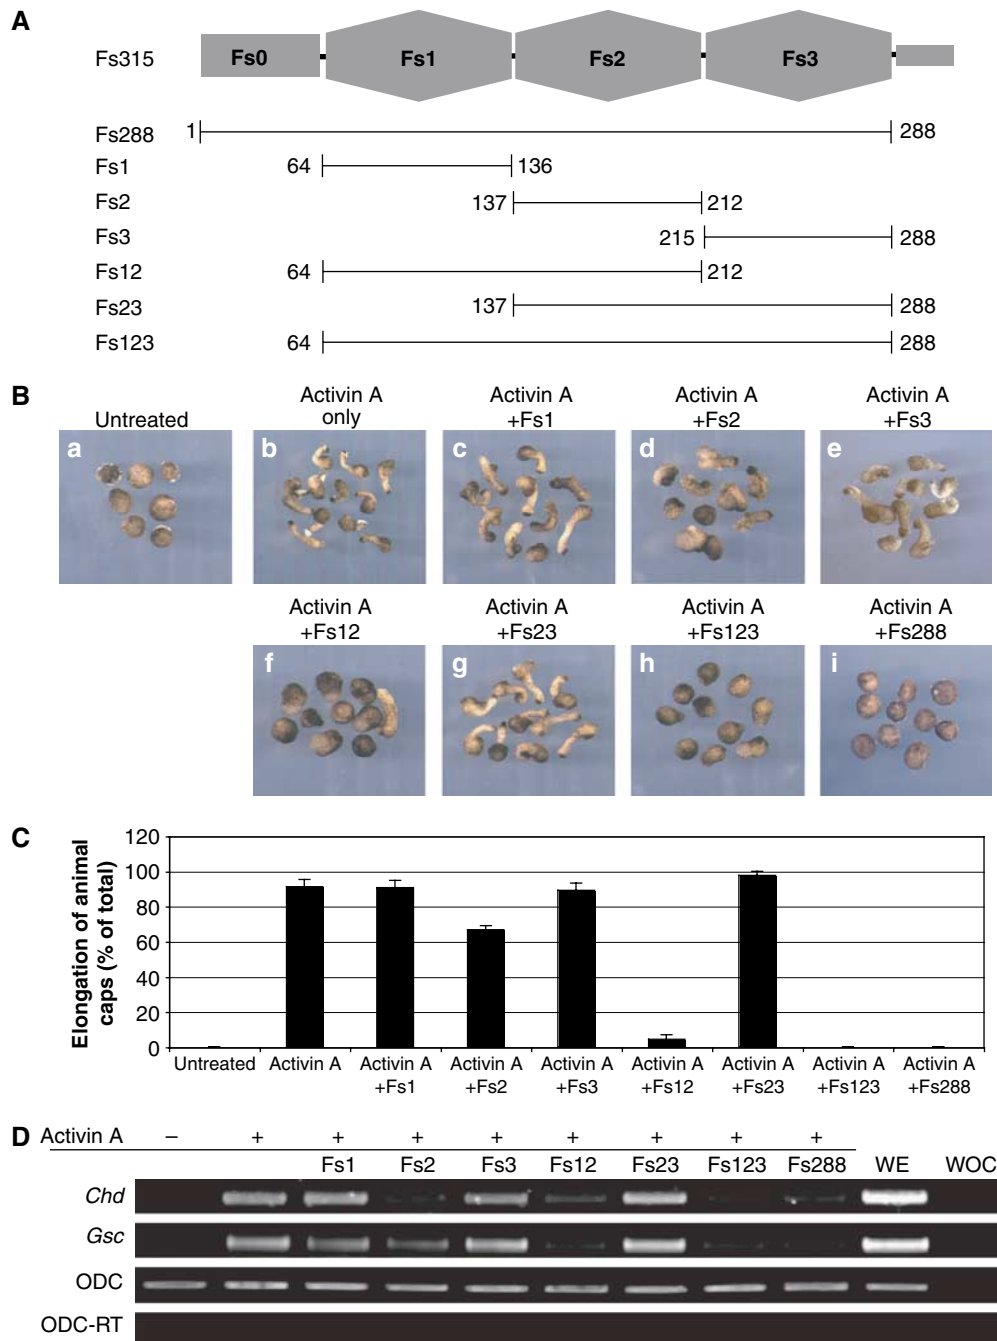 A
Fs315
Fs0 Fs1 Fs2 Fs3
Fs288 1 288
Fs1 64 136
Fs2 137 212
Fs3 215 288
Fs12 64 212
Fs23 137 288
Fs123 64 288
B
Untreated
Activin A only
Activin A +Fs1
Activin A +Fs2
Activin A +Fs3
a b c d e
Activin A +Fs12
Activin A +Fs23
Activin A +Fs123
Activin A +Fs288
f g h i
C
Elongation of animal caps (% of total)
120
100
80
60
40
20
0
Untreated
Activin A
Activin A +Fs1
Activin A +Fs2
Activin A +Fs3
Activin A +Fs12
Activin A +Fs23
Activin A +Fs123
Activin A +Fs288
D
Activin A – + + + + + + + +
Fs1 Fs2 Fs3 Fs12 Fs23 Fs123 Fs288 WE WOC
Chd
Gsc
ODC
ODC-RT